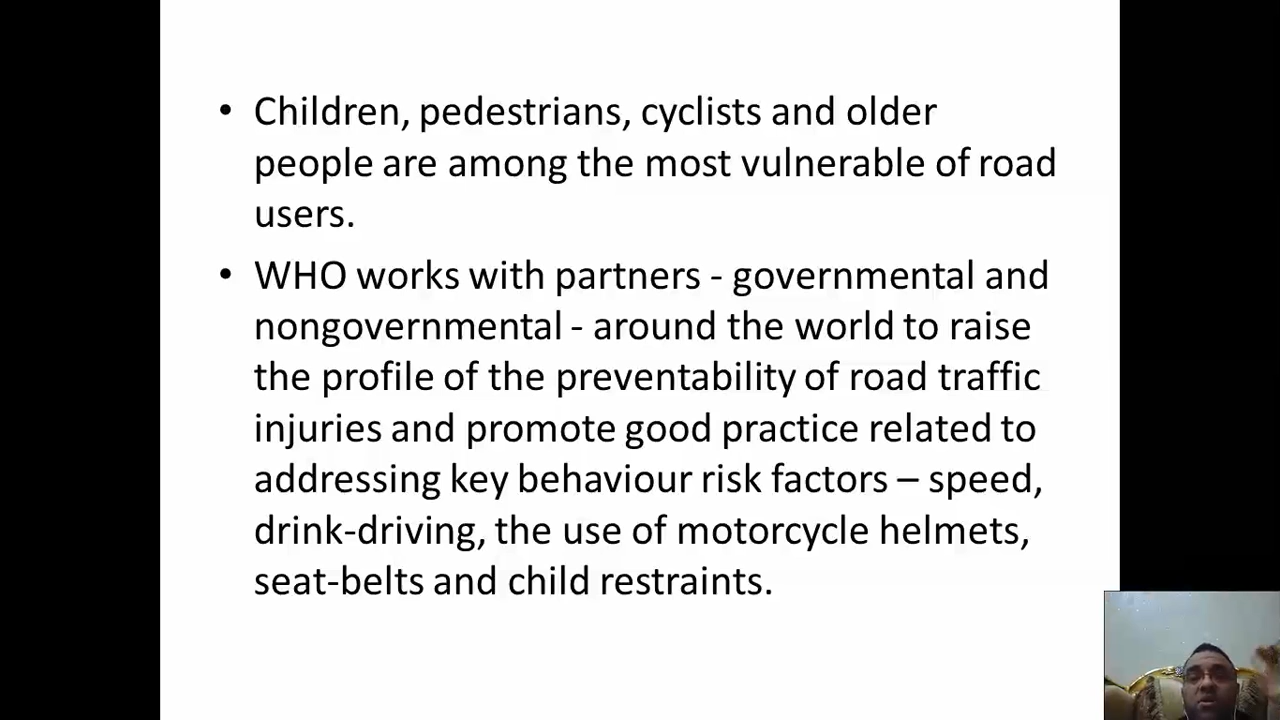 • Children, pedestrians, cyclists and older
people are among the most vulnerable of road
users.
• WHO works with partners - governmental and
nongovernmental - around the world to raise
the profile of the preventability of road traffic
injuries and promote good practice related to
addressing key behaviour risk factors – speed,
drink-driving, the use of motorcycle helmets,
seat-belts and child restraints.